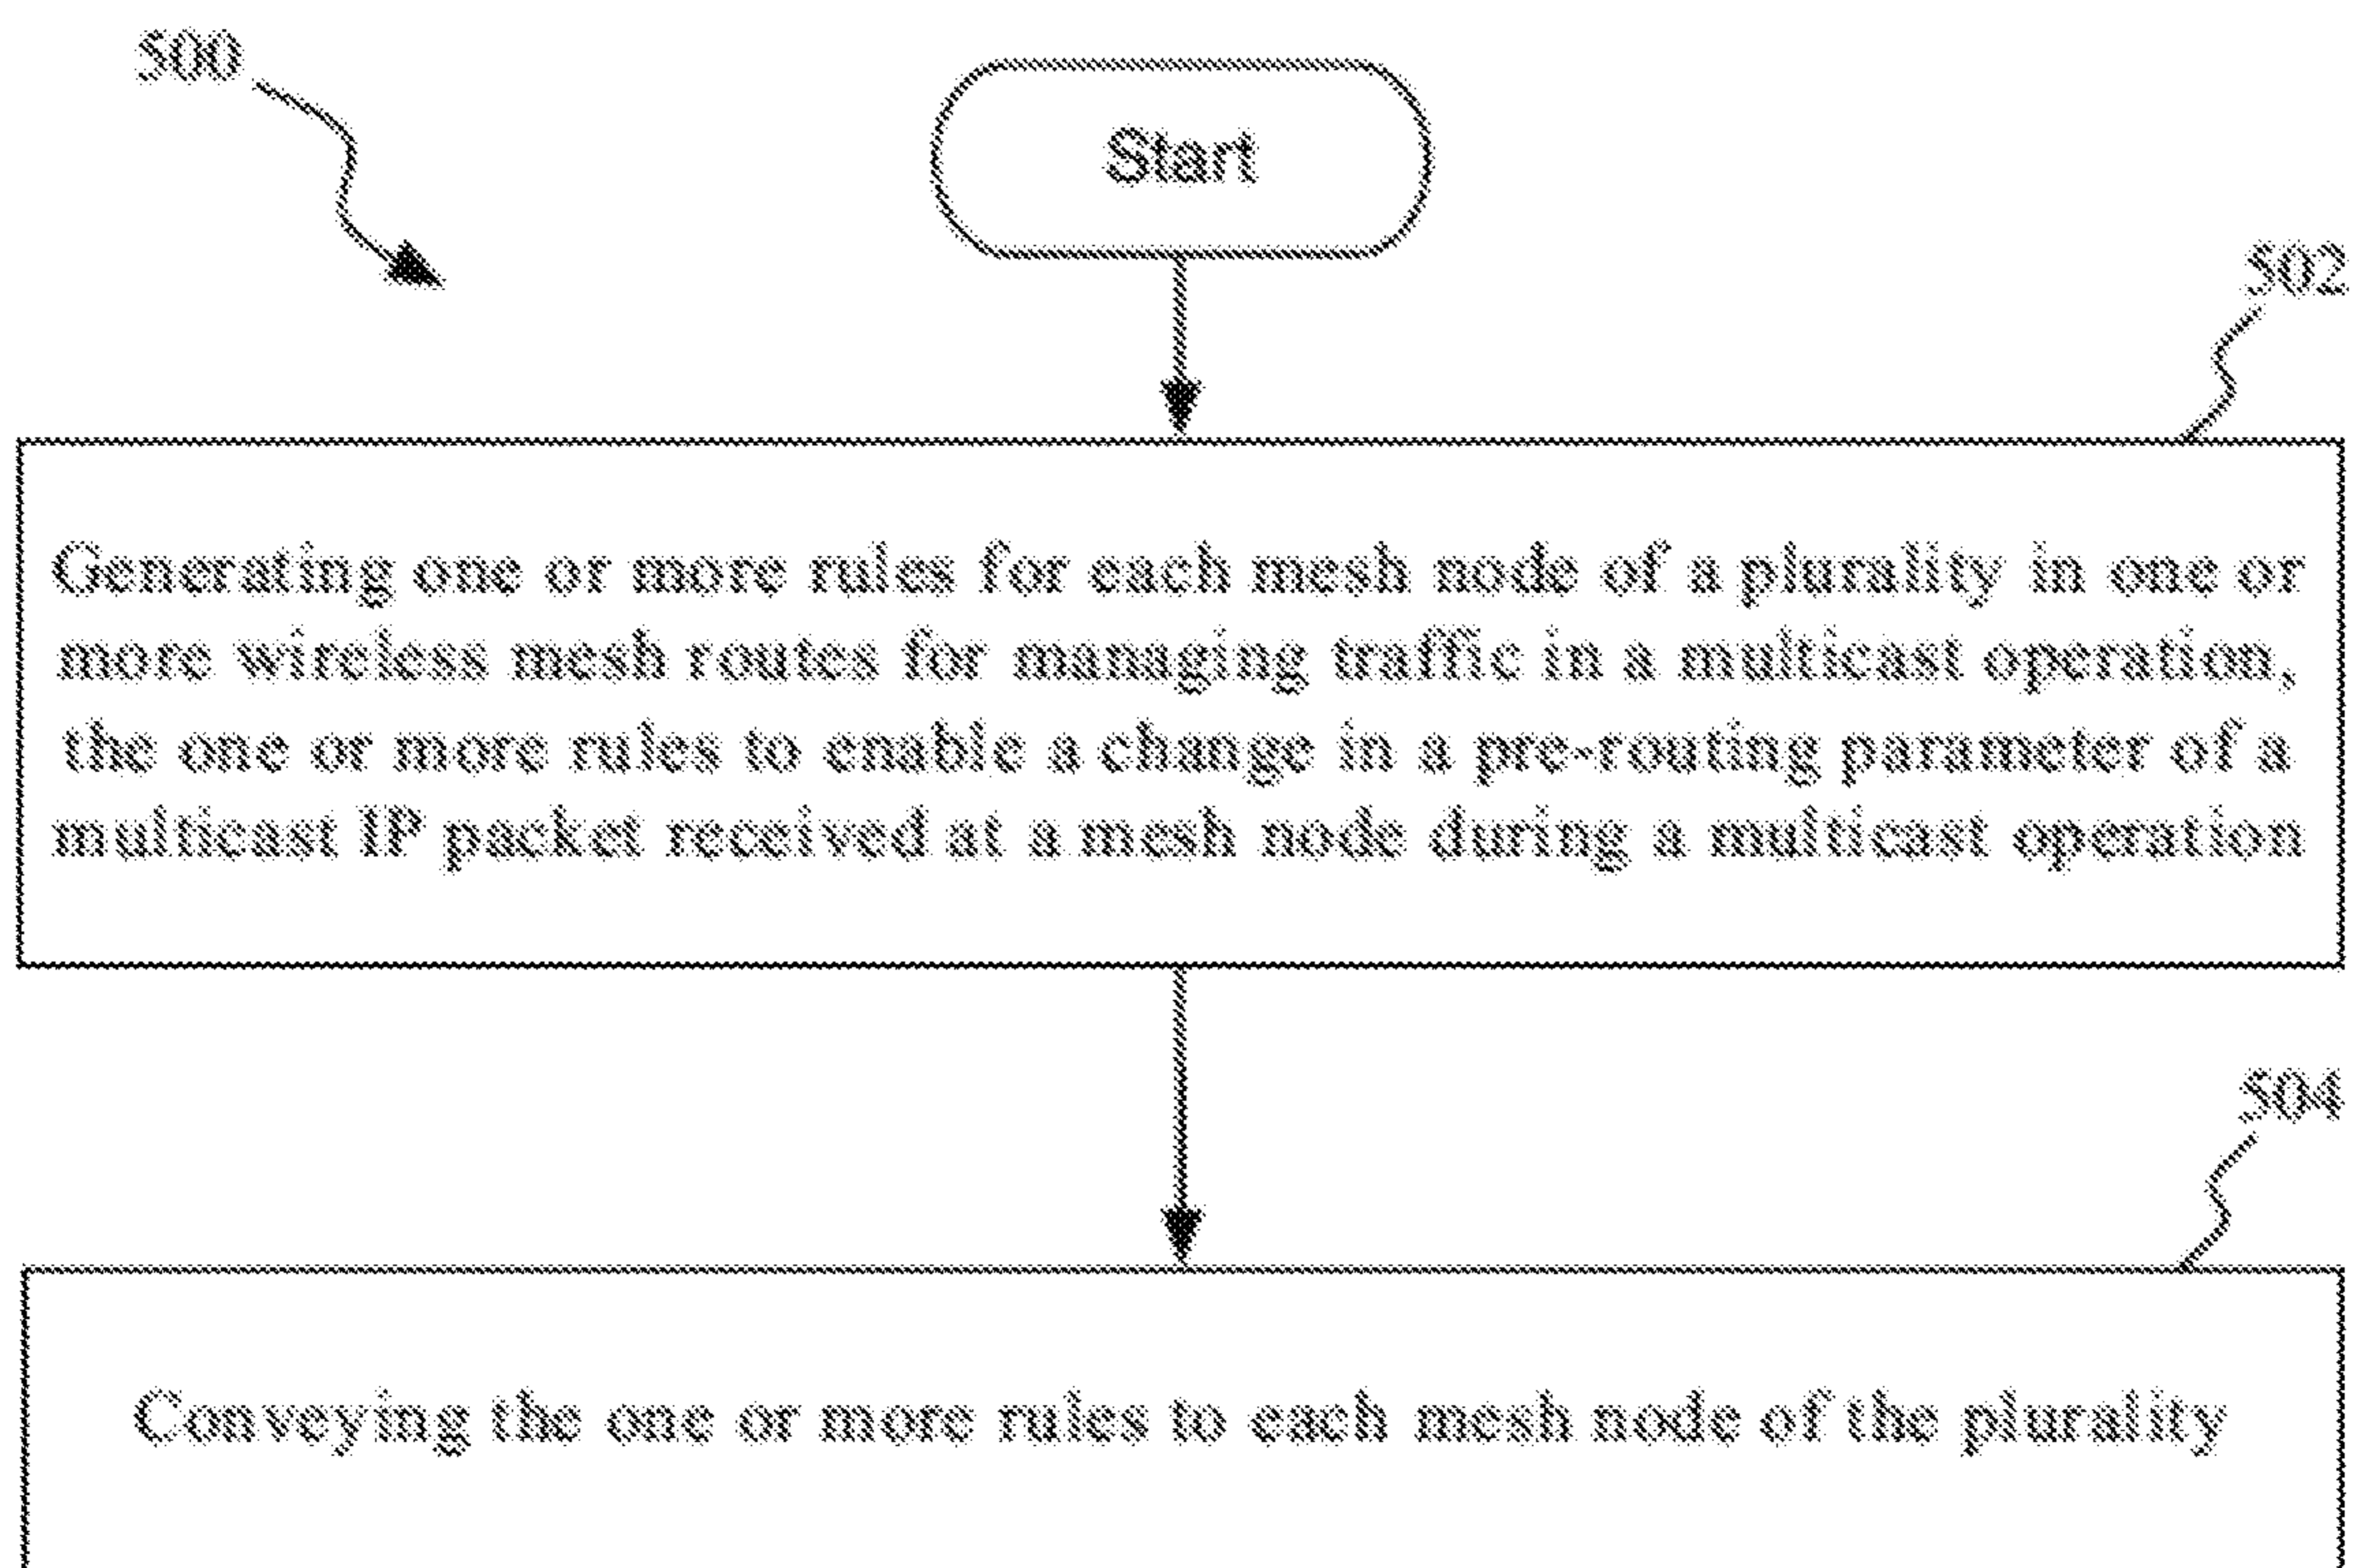 500
Start
502
Generating one or more rules for each mesh node of a plurality in one or
more wireless mesh routes for managing traffic in a multicast operation,
the one or more rules to enable a change in a pre-routing parameter of a
multicast IP packet received at a mesh node during a multicast operation
504
Conveying the one or more rules to each mesh node of the plurality